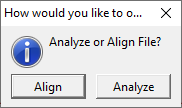 How would you like to o...
Analyze or Align File?
Align
Analyze